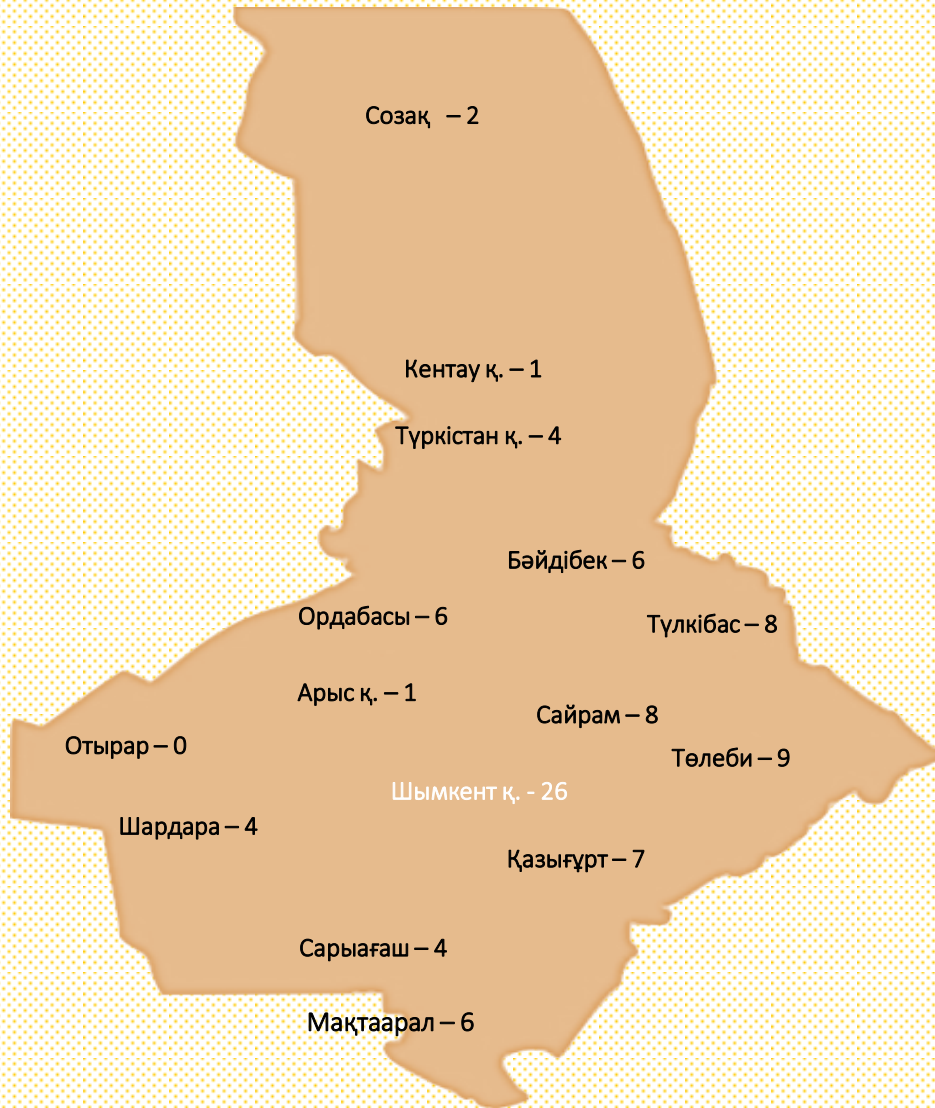 Созақ – 2
Кентау қ. – 1
Түркістан қ. – 4
Бәйдібек – 6
Ордабасы – 6
Түлкібас – 8
Арыс қ. – 1
Сайрам – 8
Отырар – 0
Төлеби – 9
Шымкент қ. - 26
Шардара – 4
Қазығұрт – 7
Сарыағаш – 4
Мақтаарал – 6